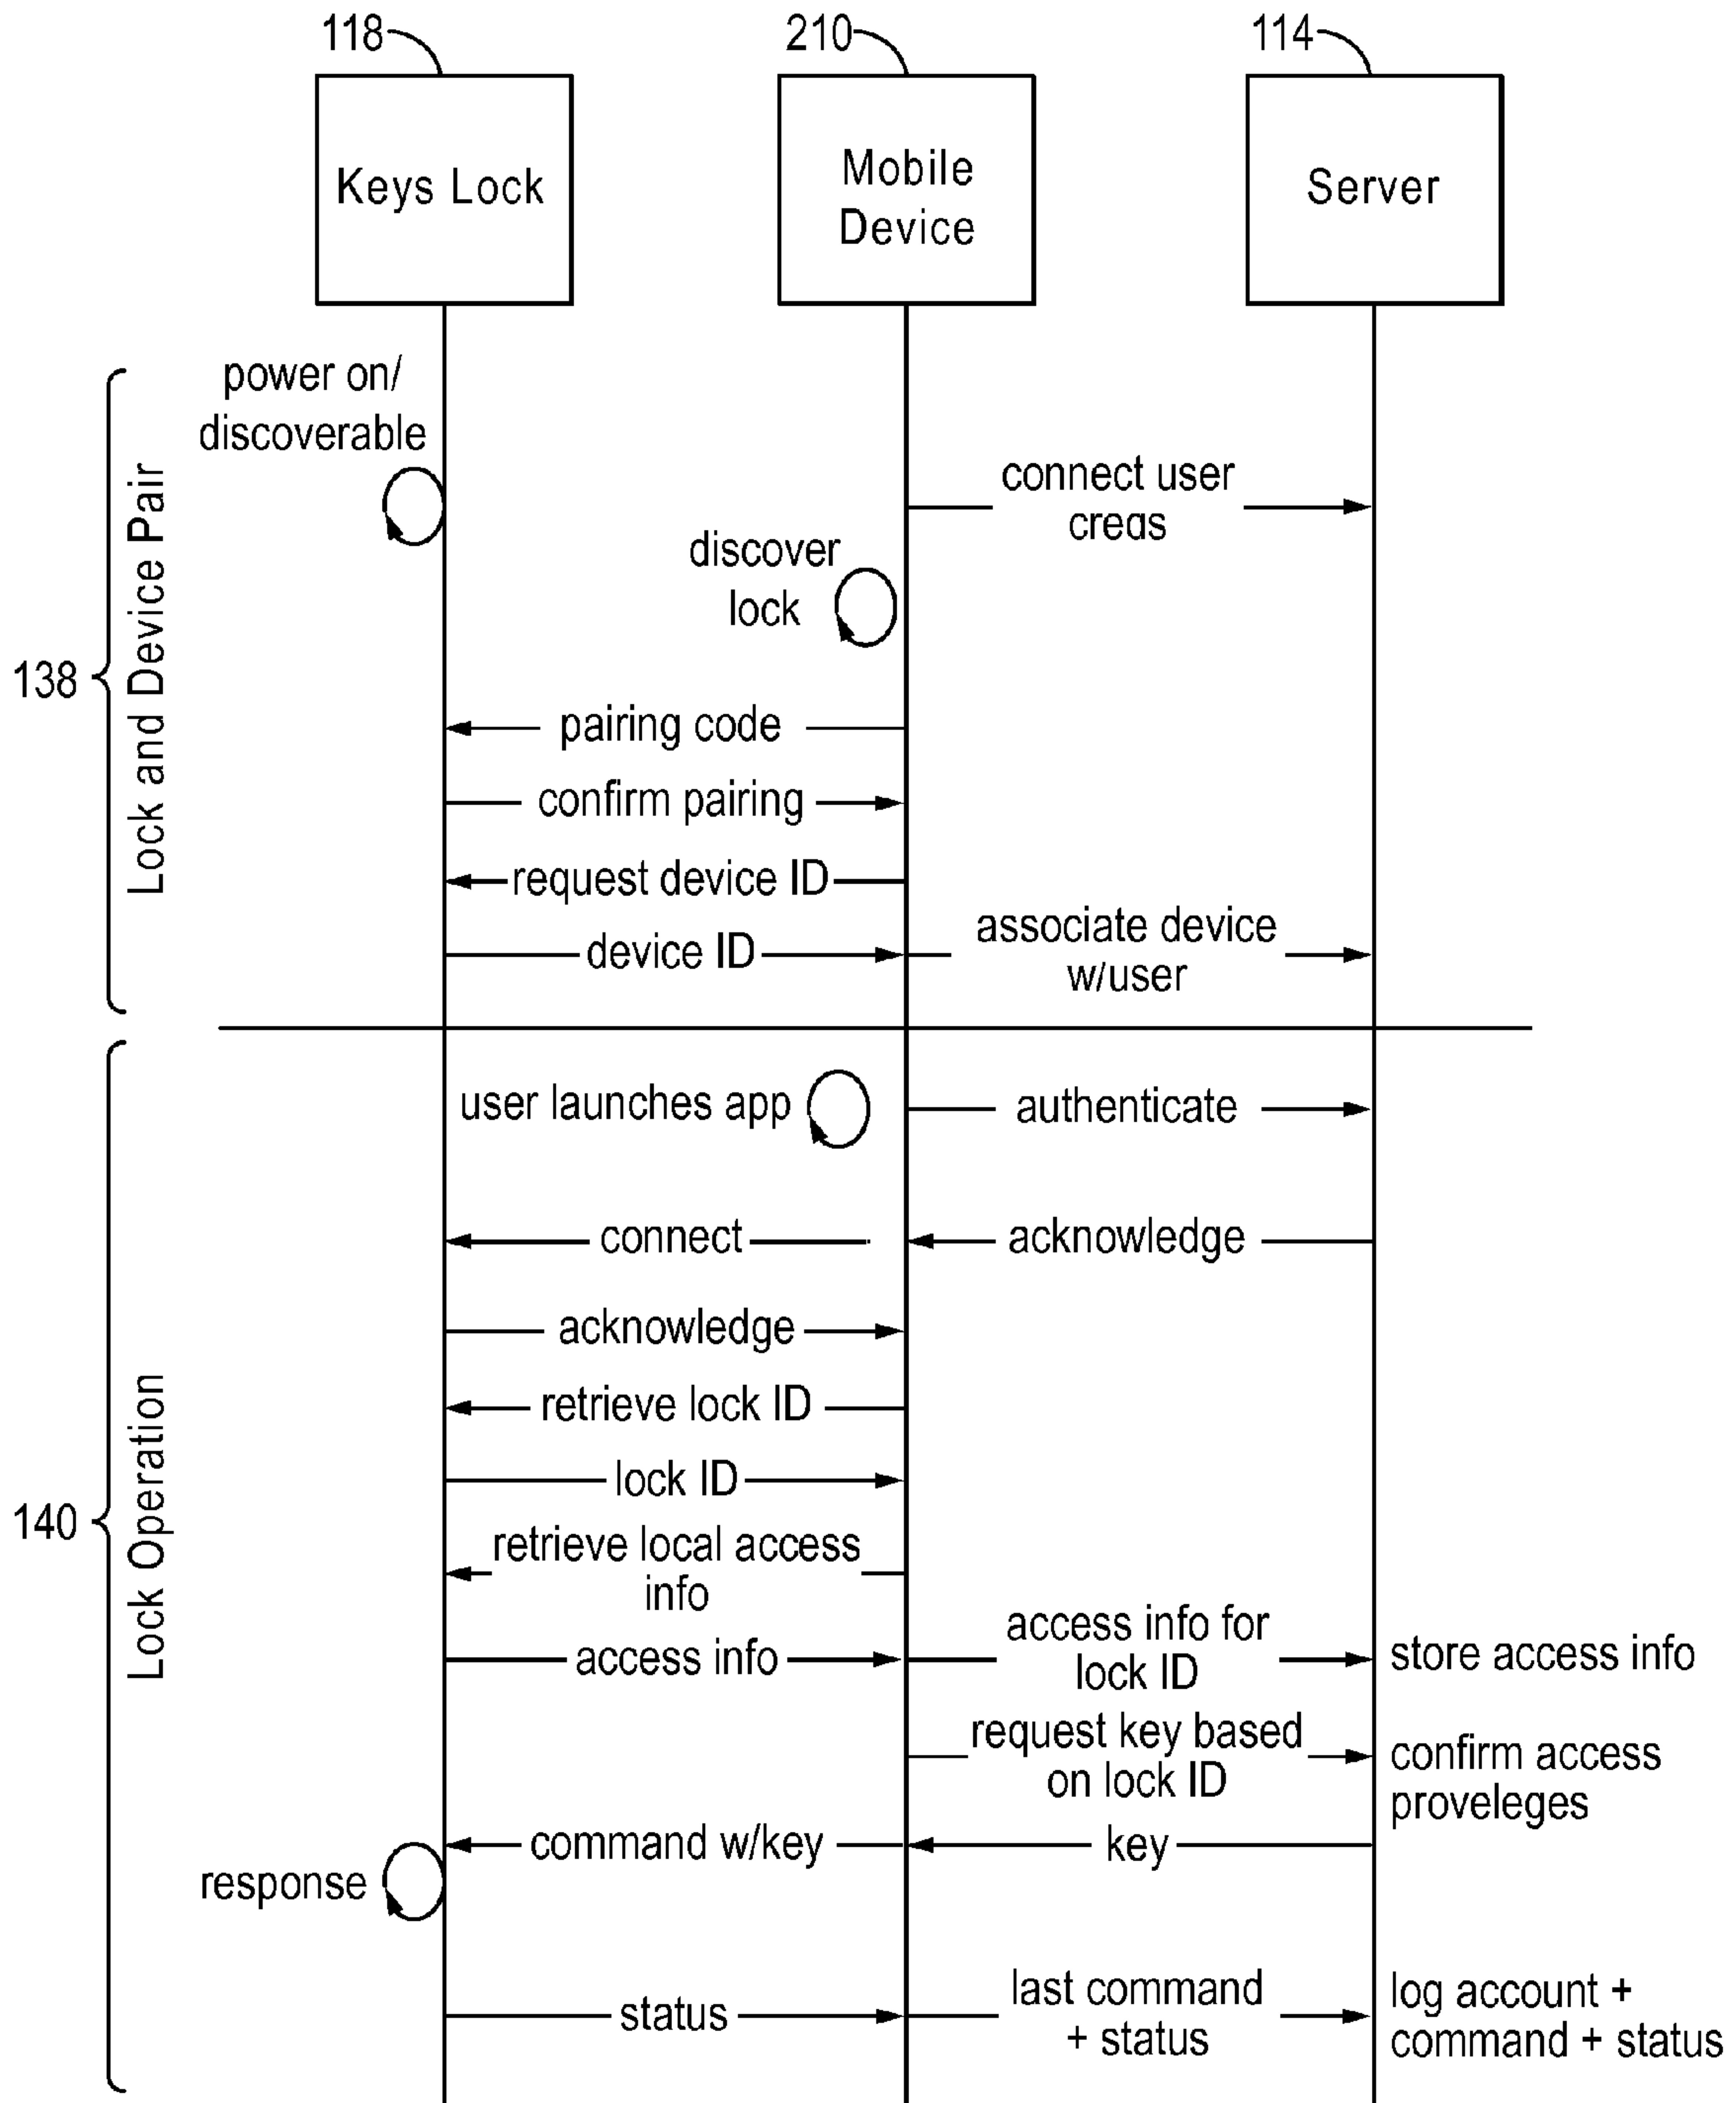 118
210
114
Keys Lock
Mobile
Device
Server
138
Lock and Device Pair
power on/
discoverable
connect user
creds
discover
lock
pairing code
confirm pairing
request device ID
device ID
associate device
w/user
140
Lock Operation
user launches app
authenticate
connect
acknowledge
acknowledge
retrieve lock ID
lock ID
retrieve local access
info
access info
access info for
lock ID
store access info
request key based
on lock ID
confirm access
proveleges
command w/key
key
response
status
last command
+ status
log account +
command + status